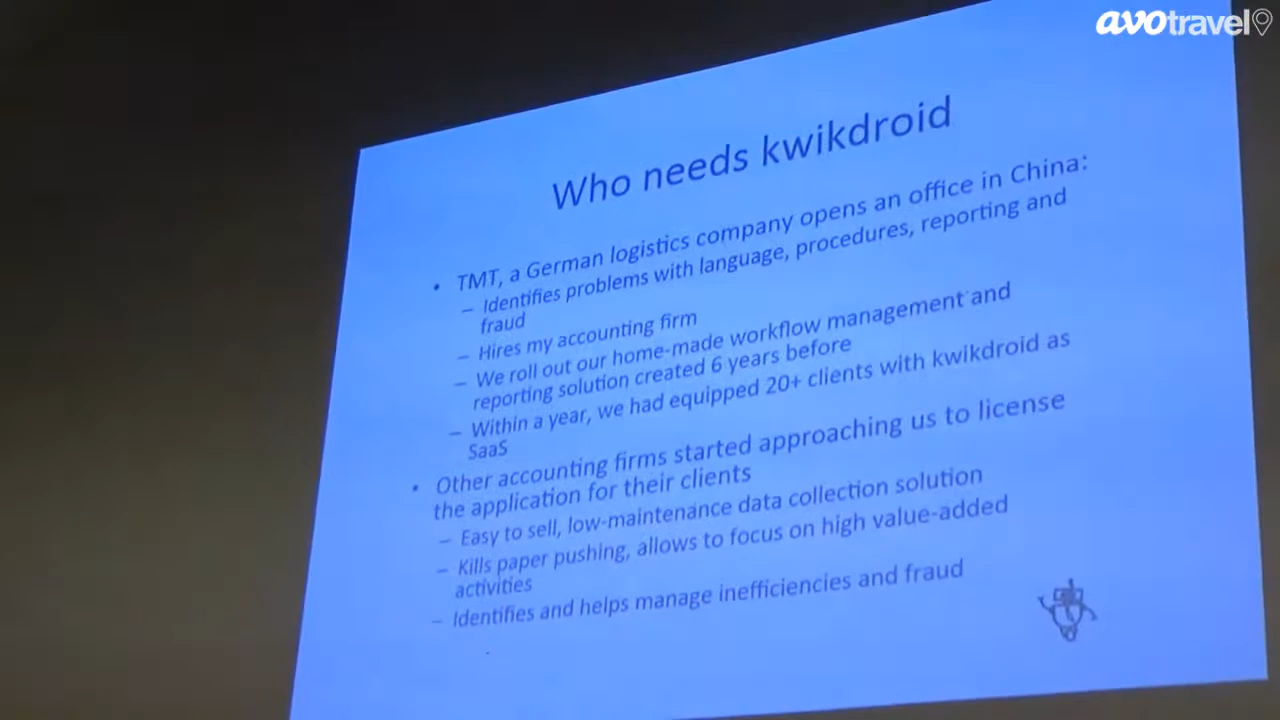 avotravel
Who needs kwikdroid
• TMT, a German logistics company opens an office in China:
– Identifies problems with language, procedures, reporting and
fraud
– Hires my accounting firm
– We roll out our home-made workflow management and
reporting solution created 6 years before
– Within a year, we had equipped 20+ clients with kwikdroid as
SaaS
• Other accounting firms started approaching us to license
the application for their clients
– Easy to sell, low-maintenance data collection solution
– Kills paper pushing, allows to focus on high value-added
activities
– Identifies and helps manage inefficiencies and fraud